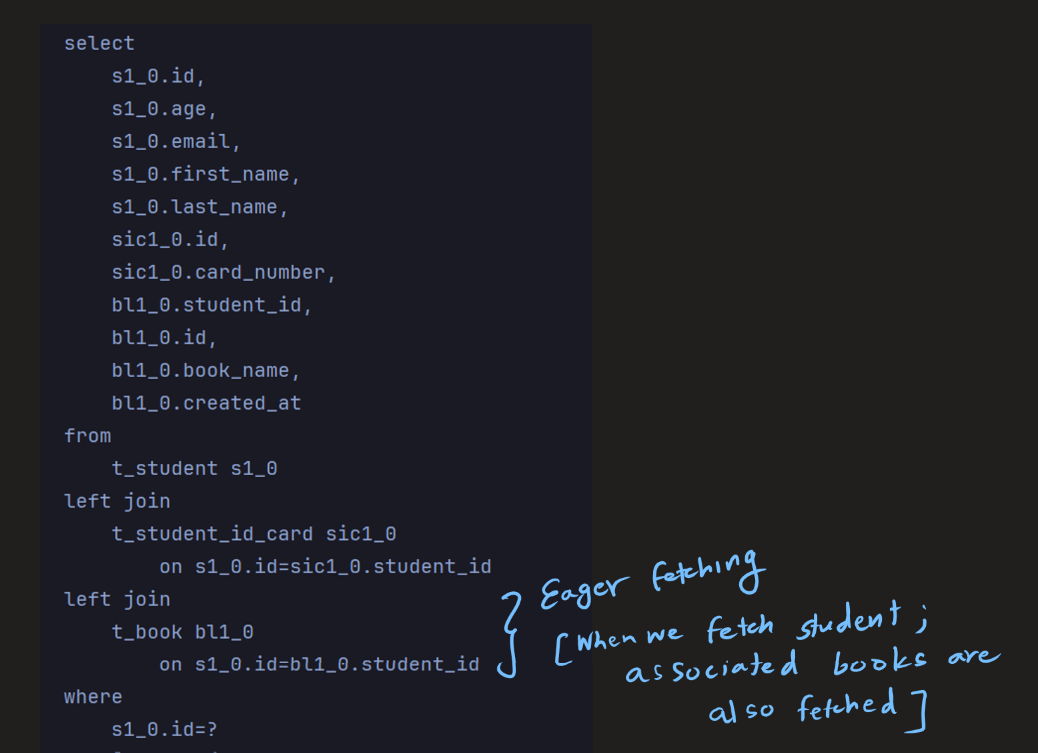 select
s1_0.id,
s1_0.age,
s1_0.email,
s1_0.first_name,
s1_0.last_name,
sic1_0.id,
sic1_0.card_number,
bl1_0.student_id,
bl1_0.id,
bl1_0.book_name,
bl1_0.created_at
from
t_student s1_0
left join
t_student_id_card sic1_0
on s1_0.id=sic1_0.student_id
left join
t_book bl1_0
on s1_0.id=bl1_0.student_id
where
s1_0.id=?
Eager fetching
[When we fetch student ;
associated books are
also fetched]